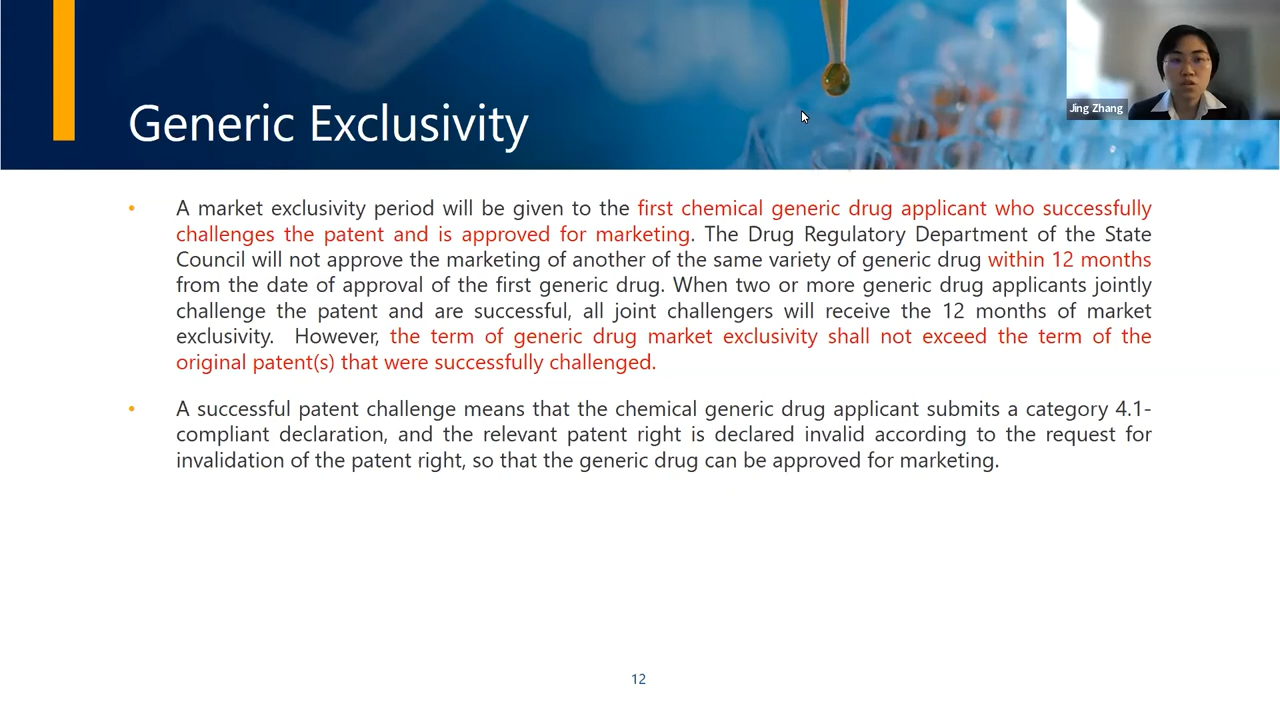 Jing Zhang
Generic Exclusivity
• A market exclusivity period will be given to the first chemical generic drug applicant who successfully
challenges the patent and is approved for marketing. The Drug Regulatory Department of the State
Council will not approve the marketing of another of the same variety of generic drug within 12 months
from the date of approval of the first generic drug. When two or more generic drug applicants jointly
challenge the patent and are successful, all joint challengers will receive the 12 months of market
exclusivity. However, the term of generic drug market exclusivity shall not exceed the term of the
original patent(s) that were successfully challenged.
• A successful patent challenge means that the chemical generic drug applicant submits a category 4.1-
compliant declaration, and the relevant patent right is declared invalid according to the request for
invalidation of the patent right, so that the generic drug can be approved for marketing.
12